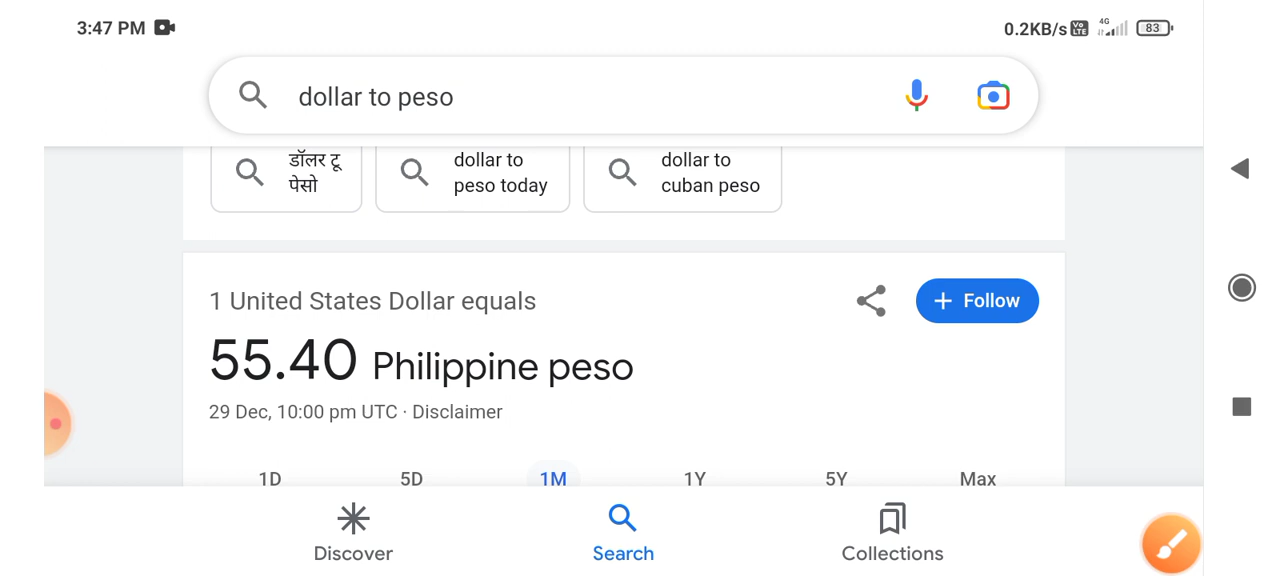 3:47 PM
0.2KB/s Vo LTE 4G 83
dollar to peso
डॉलर टू
पेसो
dollar to
peso today
dollar to
cuban peso
1 United States Dollar equals
+ Follow
55.40 Philippine peso
29 Dec, 10:00 pm UTC · Disclaimer
1D 5D 1M 1Y 5Y Max
Discover Search Collections